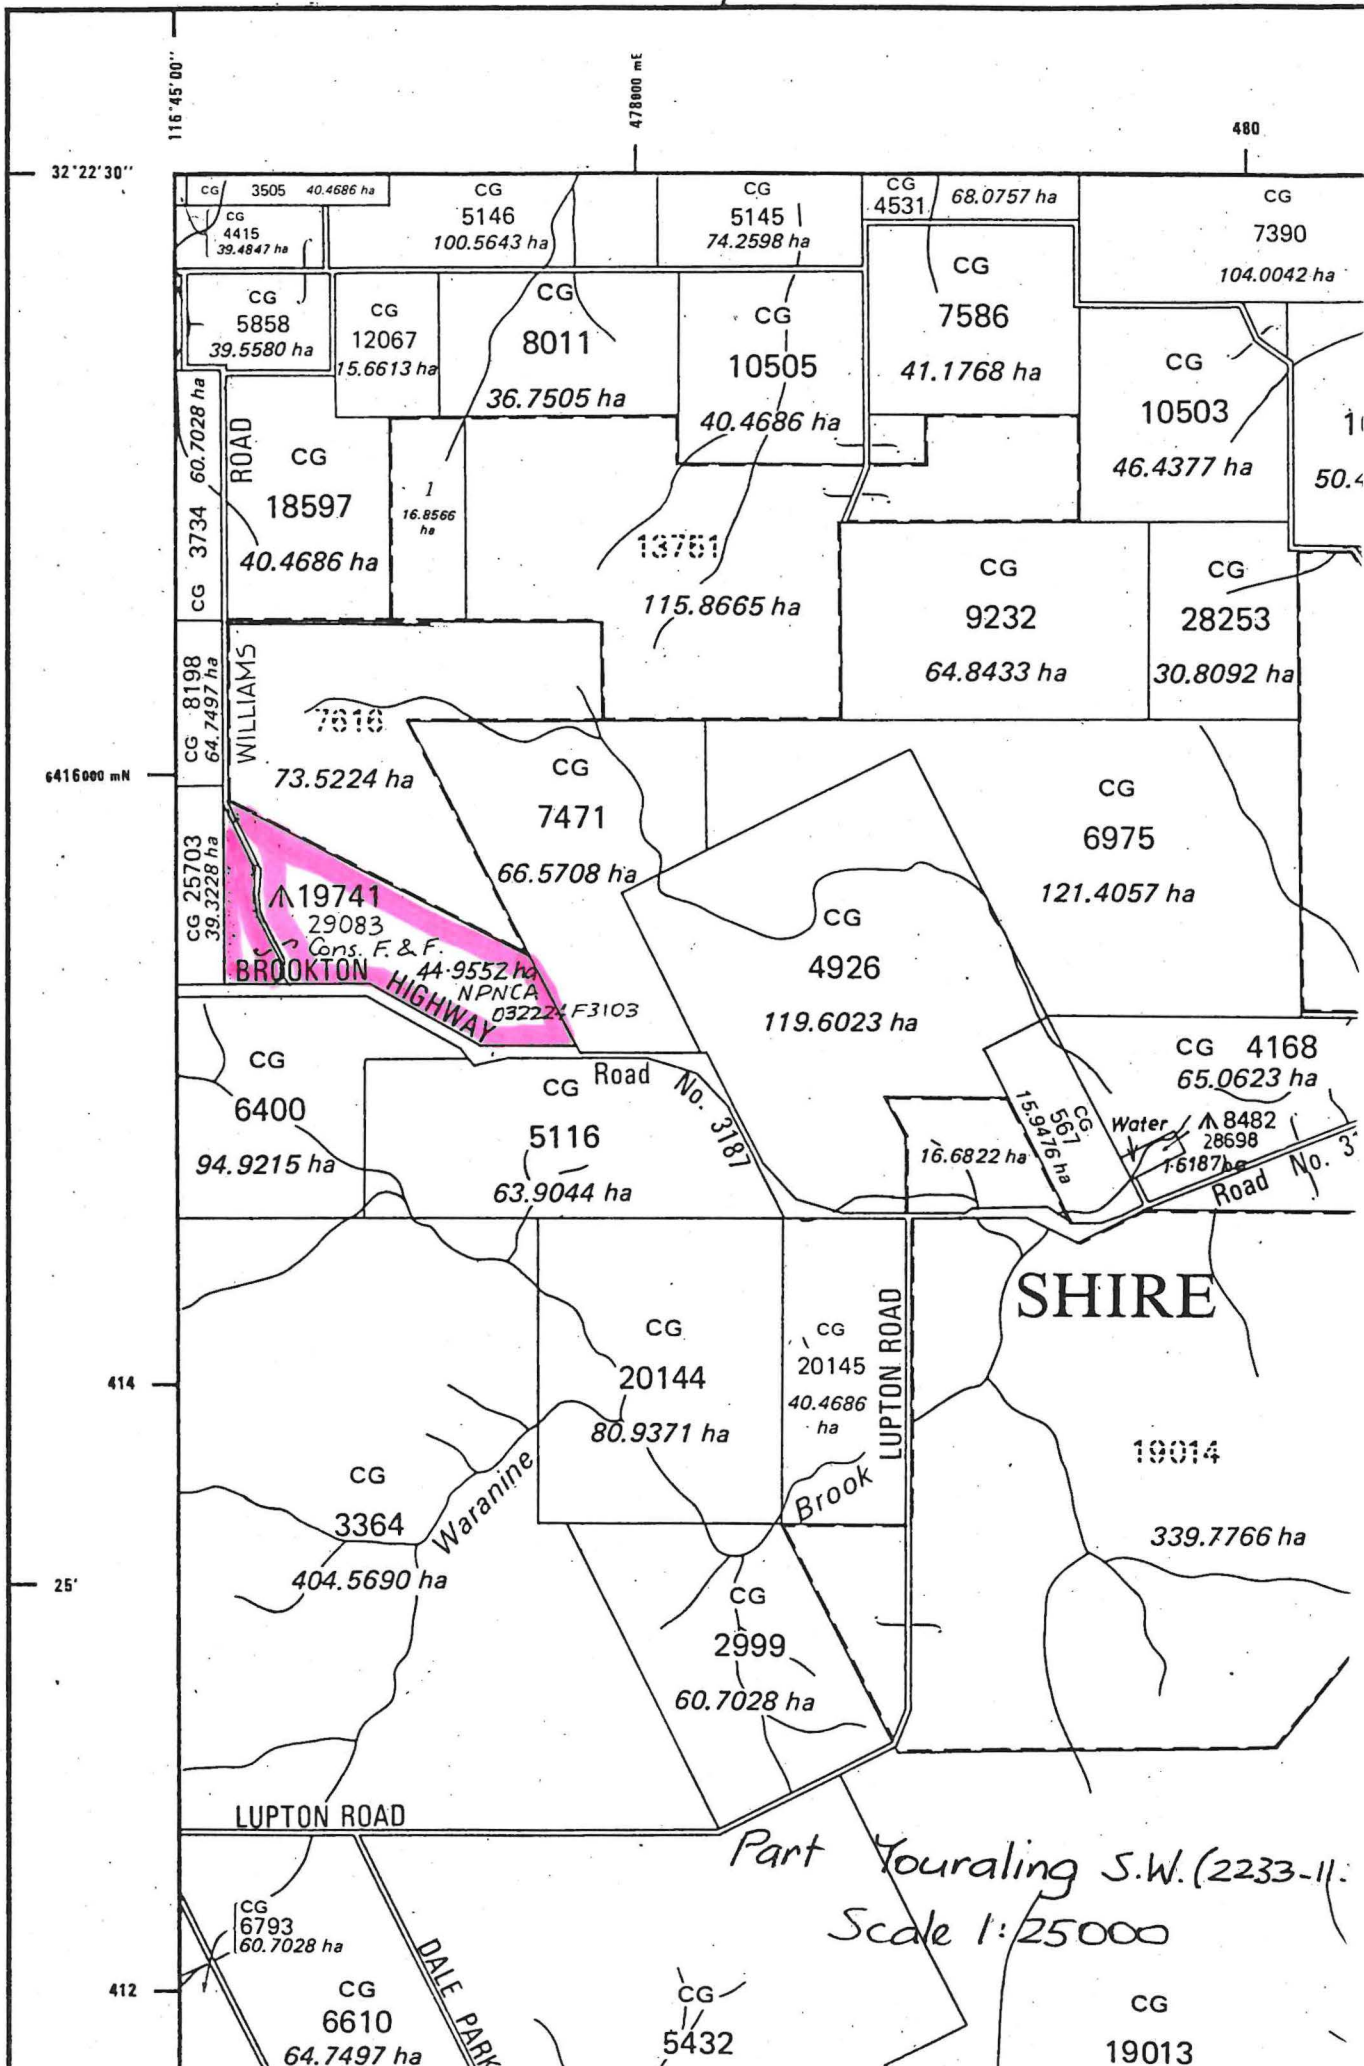 116°45'00"
478000 mE
480
32°22'30"
CG 3505 40.4686 ha
CG
4415
39.4847 ha
CG
5146
100.5643 ha
CG
5145
74.2598 ha
CG
4531
68.0757 ha
CG
7390
104.0042 ha
CG
5858
39.5580 ha
CG
12067
15.6613 ha
CG
8011
36.7505 ha
CG
10505
40.4686 ha
CG
7586
41.1768 ha
CG
10503
46.4377 ha
50.4
CG 3734 60.7028 ha
WILLIAMS ROAD
CG
18597
40.4686 ha
1
16.8566
ha
13761
115.8665 ha
CG
9232
64.8433 ha
CG
28253
30.8092 ha
CG 8198
64.7497 ha
7616
73.5224 ha
6416000 mN
CG
7471
66.5708 ha
CG
6975
121.4057 ha
CG 25703
39.3228 ha
19741
29083
Cons. F. & F.
44.9552 ha
NPNCA
032224 F3103
BROOKTON HIGHWAY
CG
4926
119.6023 ha
CG 4168
65.0623 ha
CG
567
15.9476 ha
Water
8482
28698
1.6187 ha
16.6822 ha
Road No. 3
CG
6400
94.9215 ha
Road No. 3187
CG
5116
63.9044 ha
SHIRE
CG
20144
80.9371 ha
CG
20145
40.4686
ha
LUPTON ROAD
414
19014
339.7766 ha
CG
3364
404.5690 ha
Waranine Brook
25'
CG
2999
60.7028 ha
LUPTON ROAD
Part Youraling S.W. (2233-11.
Scale 1:25000
CG
6793
60.7028 ha
DALE PARK
412
CG
6610
64.7497 ha
CG
5432
CG
19013